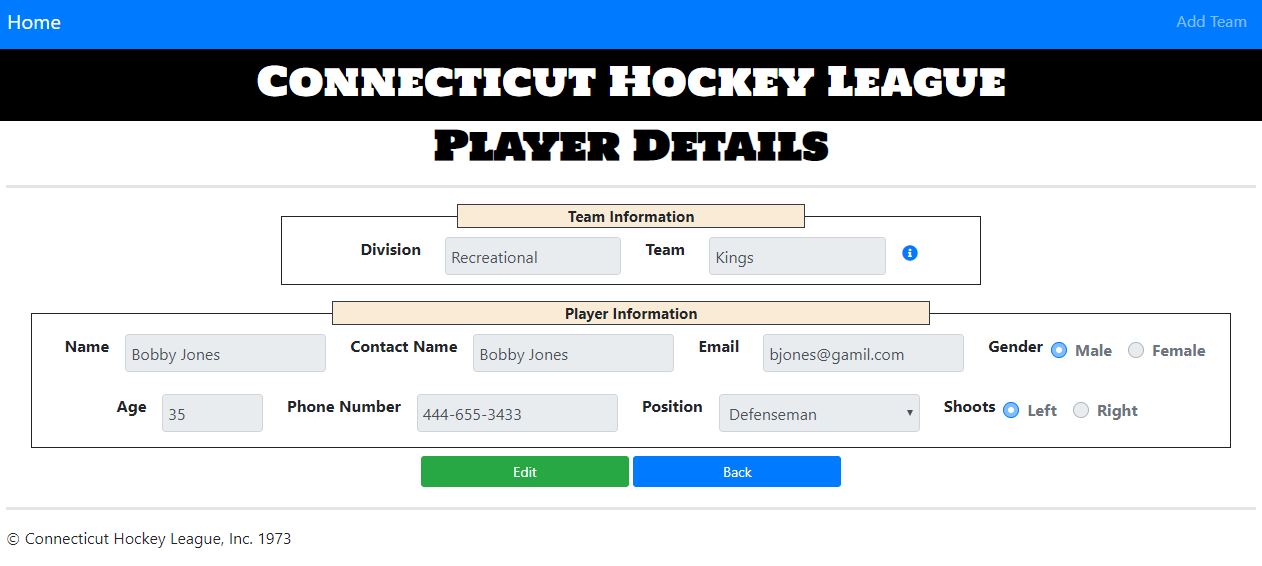 Home Add Team
Connecticut Hockey League
Player Details
Team Information
Division Recreational Team Kings
Player Information
Name Bobby Jones Contact Name Bobby Jones Email bjones@gamil.com Gender Male Female
Age 35 Phone Number 444-655-3433 Position Defenseman Shoots Left Right
Edit Back
© Connecticut Hockey League, Inc. 1973